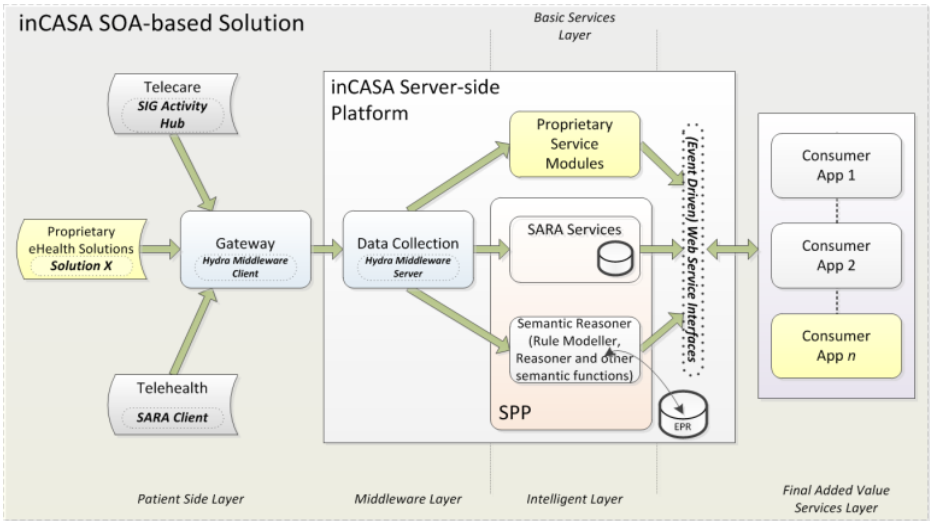 inCASA SOA-based Solution
Basic Services
Layer
Telecare
SIG Activity
Hub
inCASA Server-side
Platform
Proprietary
Service
Modules
(Event Driven) Web Service Interfaces
Consumer
App 1
Proprietary
eHealth Solutions
Solution X
Gateway
Hydra Middleware
Client
Data Collection
Hydra Middleware
Server
SARA Services
Consumer
App 2
Semantic Reasoner
(Rule Modeller,
Reasoner and other
semantic functions)
Consumer
App n
Telehealth
SARA Client
SPP
EPR
Patient Side Layer
Middleware Layer
Intelligent Layer
Final Added Value
Services Layer